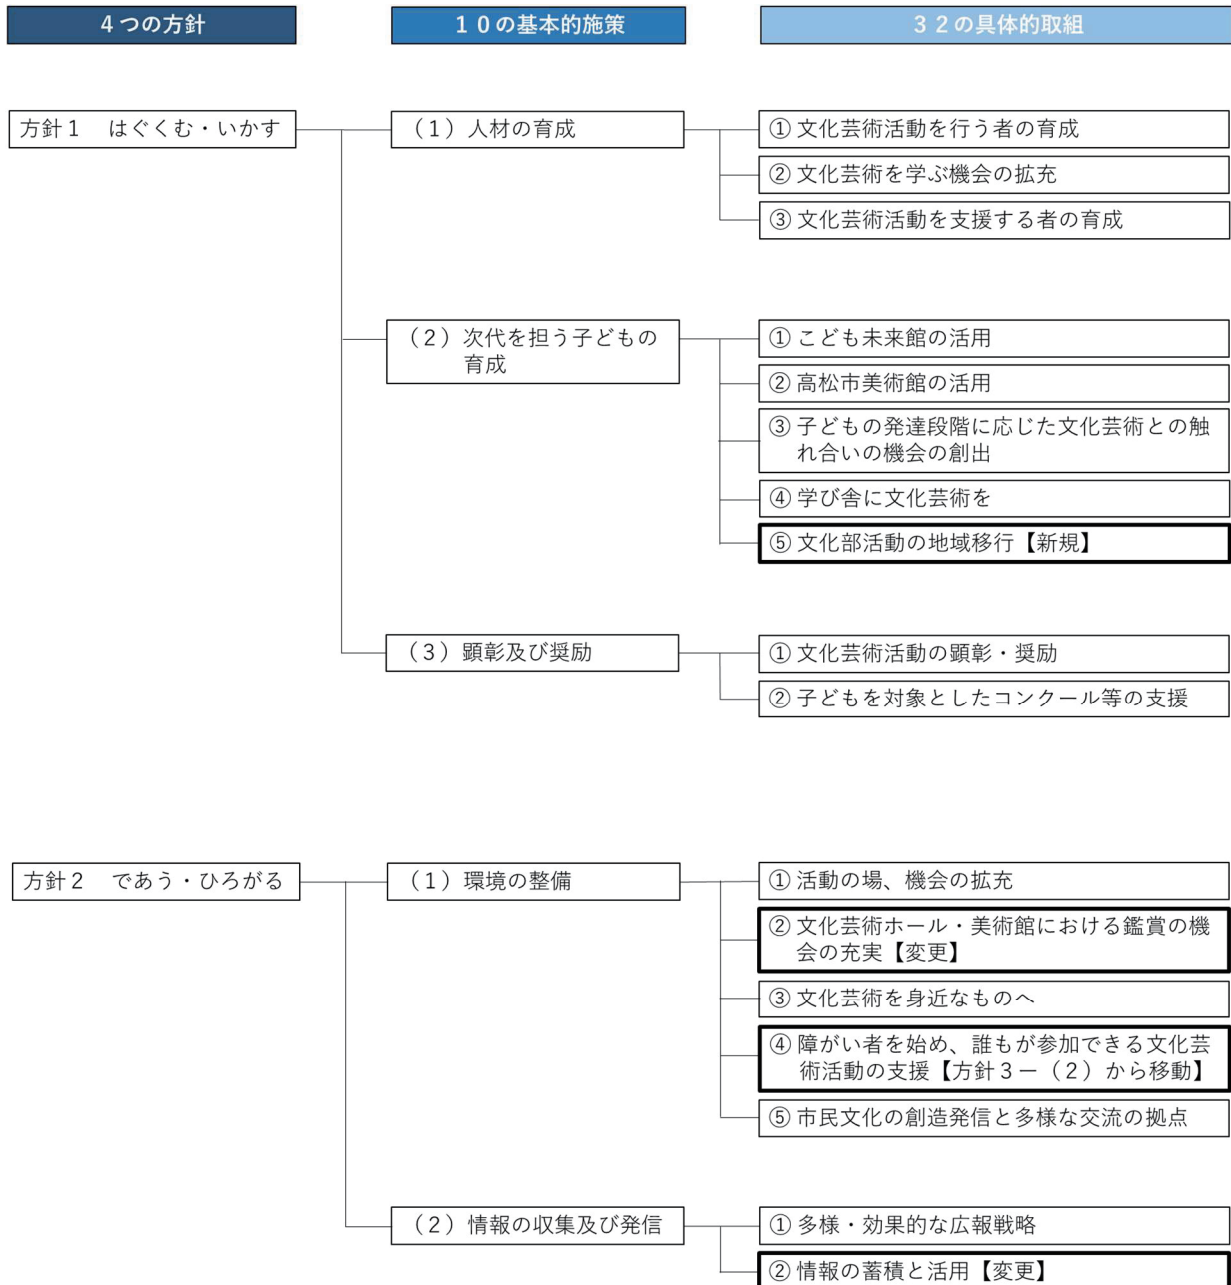 4つの方針
10の基本的施策
32の具体的取組
方針1　はぐくむ・いかす
(1)人材の育成
① 文化芸術活動を行う者の育成
② 文化芸術を学ぶ機会の拡充
③ 文化芸術活動を支援する者の育成
(2)次代を担う子どもの
育成
① こども未来館の活用
② 高松市美術館の活用
③ 子どもの発達段階に応じた文化芸術との触
れ合いの機会の創出
④ 学び舎に文化芸術を
⑤ 文化部活動の地域移行【新規】
(3)顕彰及び奨励
① 文化芸術活動の顕彰・奨励
② 子どもを対象としたコンクール等の支援
方針2　であう・ひろがる
(1)環境の整備
① 活動の場、機会の拡充
② 文化芸術ホール・美術館における鑑賞の機
会の充実【変更】
③ 文化芸術を身近なものへ
④ 障がい者を始め、誰もが参加できる文化芸
術活動の支援【方針3－(2)から移動】
⑤ 市民文化の創造発信と多様な交流の拠点
(2)情報の収集及び発信
① 多様・効果的な広報戦略
② 情報の蓄積と活用【変更】